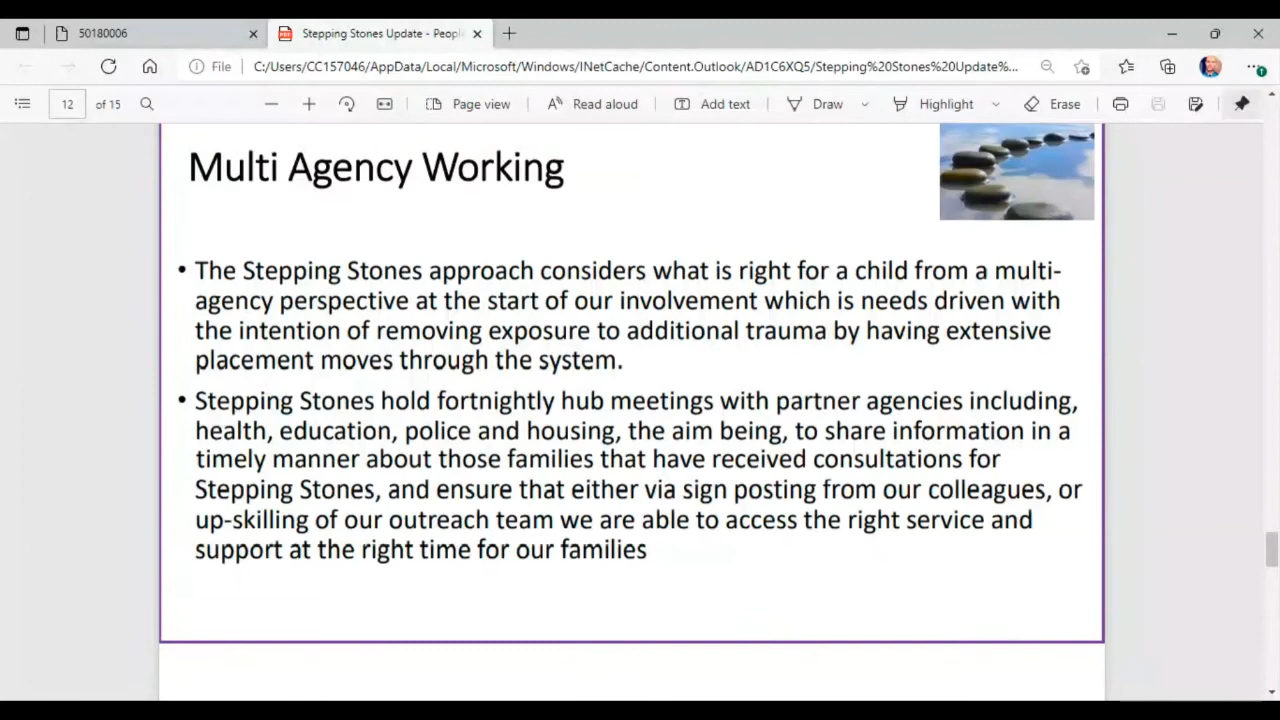 50180006
Stepping Stones Update - Peopl
File
C:/Users/CC157046/AppData/Local/Microsoft/Windows/INetCache/Content.Outlook/AD1C6XQ5/Stepping%20Stones%20Update%...
12 of 15
Page view
Read aloud
Add text
Draw
Highlight
Erase
Multi Agency Working
• The Stepping Stones approach considers what is right for a child from a multi-
agency perspective at the start of our involvement which is needs driven with
the intention of removing exposure to additional trauma by having extensive
placement moves through the system.
• Stepping Stones hold fortnightly hub meetings with partner agencies including,
health, education, police and housing, the aim being, to share information in a
timely manner about those families that have received consultations for
Stepping Stones, and ensure that either via sign posting from our colleagues, or
up-skilling of our outreach team we are able to access the right service and
support at the right time for our families